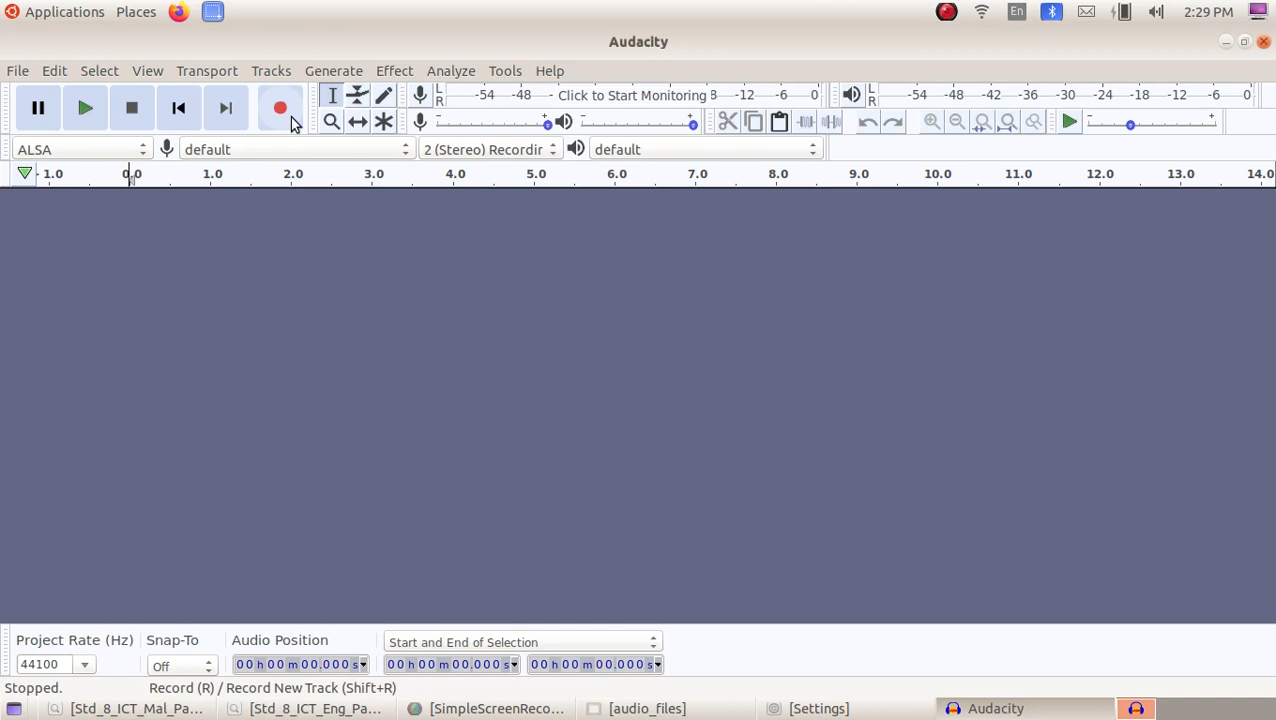 Applications Places En 2:29 PM
Audacity
File Edit Select View Transport Tracks Generate Effect Analyze Tools Help
L R -54 -48 - Click to Start Monitoring 8 -12 -6 0 L R -54 -48 -42 -36 -30 -24 -18 -12 -6 0
- + - + - +
ALSA default 2 (Stereo) Recordir default
- 1.0 0.0 1.0 2.0 3.0 4.0 5.0 6.0 7.0 8.0 9.0 10.0 11.0 12.0 13.0 14.0
Project Rate (Hz) Snap-To Audio Position Start and End of Selection
44100 Off 00 h 00 m 00.000 s 00 h 00 m 00.000 s 00 h 00 m 00.000 s
Stopped. Record (R) / Record New Track (Shift+R)
[Std_8_ICT_Mal_Pa... [Std_8_ICT_Eng_Pa... [SimpleScreenReco... [audio_files] [Settings] Audacity